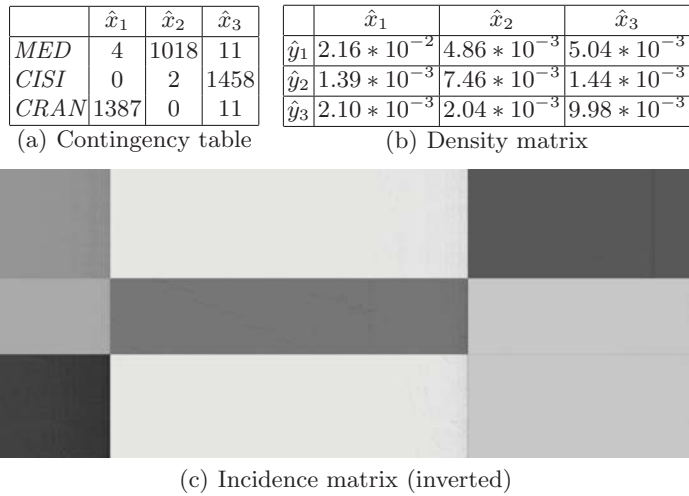 x̂₁ x̂₂ x̂₃
MED 4 1018 11
CISI 0 2 1458
CRAN 1387 0 11
(a) Contingency table
x̂₁ x̂₂ x̂₃
ŷ₁ 2.16 * 10⁻² 4.86 * 10⁻³ 5.04 * 10⁻³
ŷ₂ 1.39 * 10⁻³ 7.46 * 10⁻³ 1.44 * 10⁻³
ŷ₃ 2.10 * 10⁻³ 2.04 * 10⁻³ 9.98 * 10⁻³
(b) Density matrix
(c) Incidence matrix (inverted)